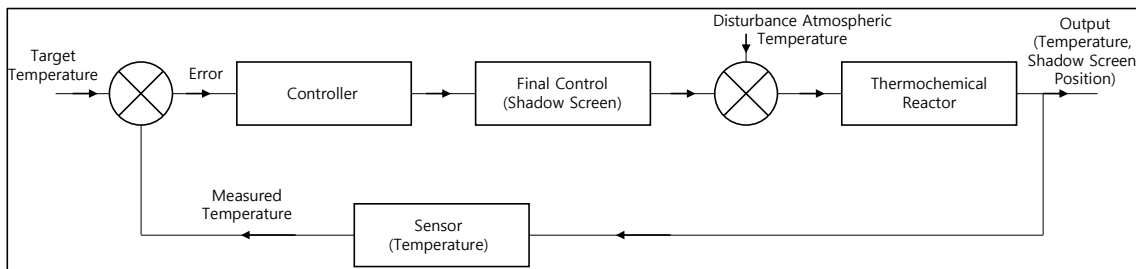 Target
Temperature
Error
Controller
Final Control
(Shadow Screen)
Disturbance Atmospheric
Temperature
Thermochemical
Reactor
Output
(Temperature,
Shadow Screen
Position)
Measured
Temperature
Sensor
(Temperature)